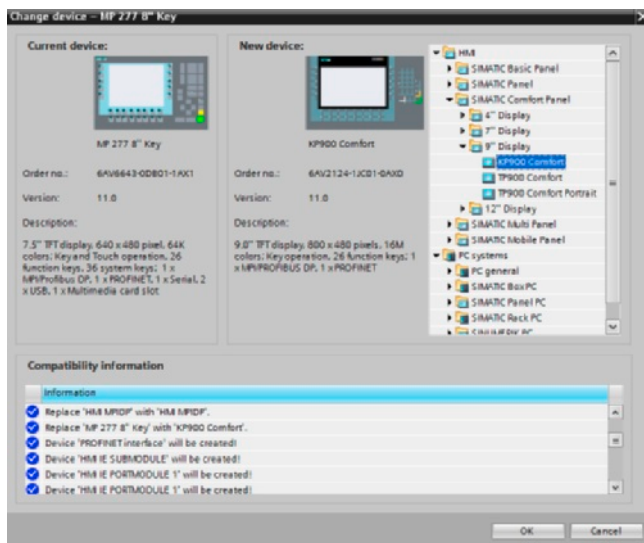 Change device – MP 277 8" Key
Current device:
MP 277 8" Key
Order no.: 6AV6643-0DB01-1AX1
Version: 11.0
Description:
7.5" TFT display, 640 x 480 pixel, 64K
colors; Key and Touch operation, 26
function keys, 36 system keys; 1 x
MPI/Profibus DP, 1 x PROFINET, 1 x Serial, 2
x USB, 1 x Multimedia card slot
New device:
KP900 Comfort
Order no.: 6AV2124-1JC01-0AX0
Version: 11.0
Description:
9.0" TFT display, 800 x 480 pixels, 16M
colors; Key operation, 26 function keys; 1
x MPI/PROFIBUS DP, 1 x PROFINET
HMI
SIMATIC Basic Panel
SIMATIC Panel
SIMATIC Comfort Panel
4" Display
7" Display
9" Display
KP900 Comfort
TP900 Comfort
TP900 Comfort Portrait
12" Display
SIMATIC Multi Panel
SIMATIC Mobile Panel
PC systems
PC general
SIMATIC Box PC
SIMATIC Panel PC
SIMATIC Rack PC
SINUMERIK PC
Compatibility information
Information
Replace 'HMI MPIDP' with 'HMI MPIDP'.
Replace 'MP 277 8" Key' with 'KP900 Comfort'.
Device 'PROFINET interface' will be created!
Device 'HMI IE SUBMODULE' will be created!
Device 'HMI IE PORTMODULE 1' will be created!
Device 'HMI IE PORTMODULE 1' will be created!
OK Cancel